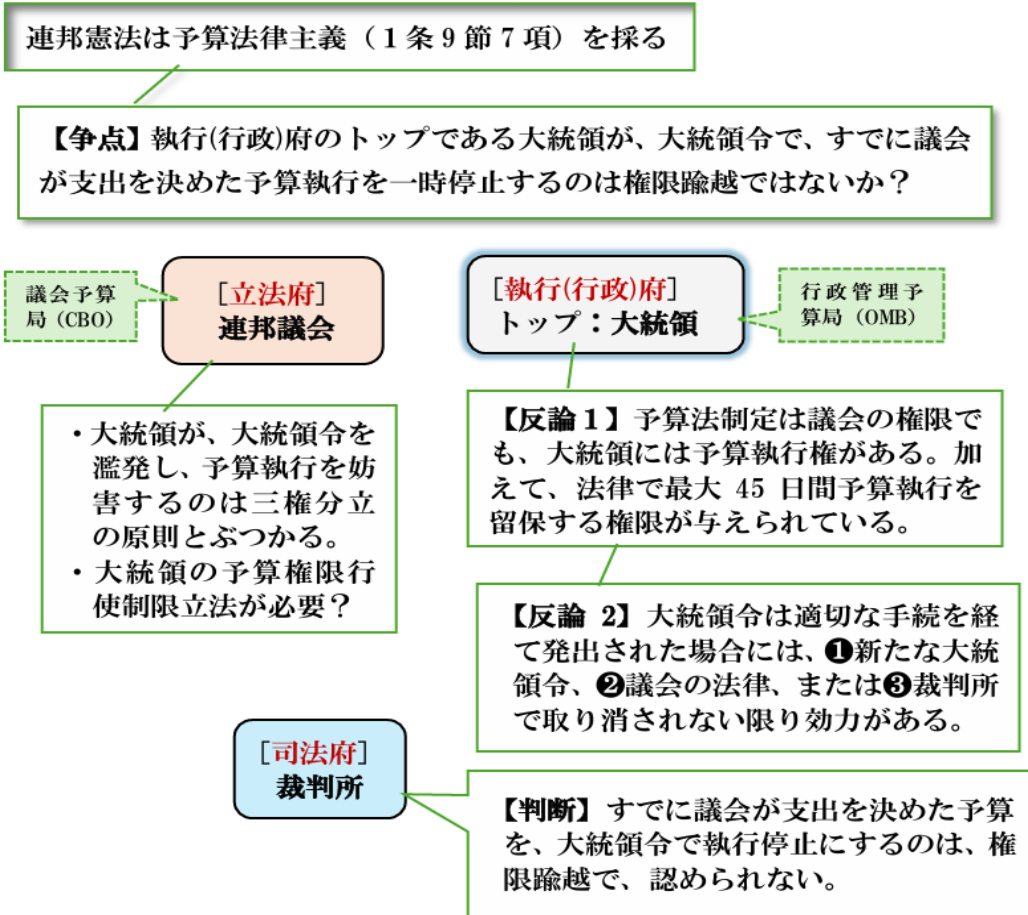 連邦憲法は予算法律主義（１条９節７項）を採る
【争点】執行(行政)府のトップである大統領が、大統領令で、すでに議会
が支出を決めた予算執行を一時停止するのは権限踰越ではないか？
議会予算
局（CBO）
［立法府］
連邦議会
［執行(行政)府］
トップ：大統領
行政管理予
算局（OMB）
・大統領が、大統領令を
濫発し、予算執行を妨
害するのは三権分立
の原則とぶつかる。
・大統領の予算権限行
使制限立法が必要？
【反論１】予算法制定は議会の権限で
も、大統領には予算執行権がある。加
えて、法律で最大 45 日間予算執行を
留保する権限が与えられている。
【反論 2】大統領令は適切な手続を経
て発出された場合には、❶新たな大統
領令、❷議会の法律、または❸裁判所
で取り消されない限り効力がある。
［司法府］
裁判所
【判断】すでに議会が支出を決めた予算
を、大統領令で執行停止にするのは、権
限踰越で、認められない。